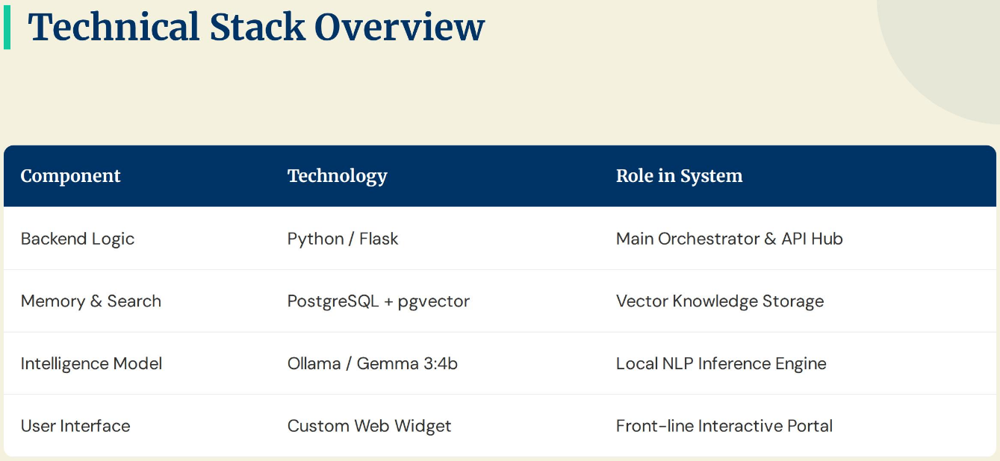 Technical Stack Overview
Component Technology Role in System
Backend Logic Python / Flask Main Orchestrator & API Hub
Memory & Search PostgreSQL + pgvector Vector Knowledge Storage
Intelligence Model Ollama / Gemma 3:4b Local NLP Inference Engine
User Interface Custom Web Widget Front-line Interactive Portal